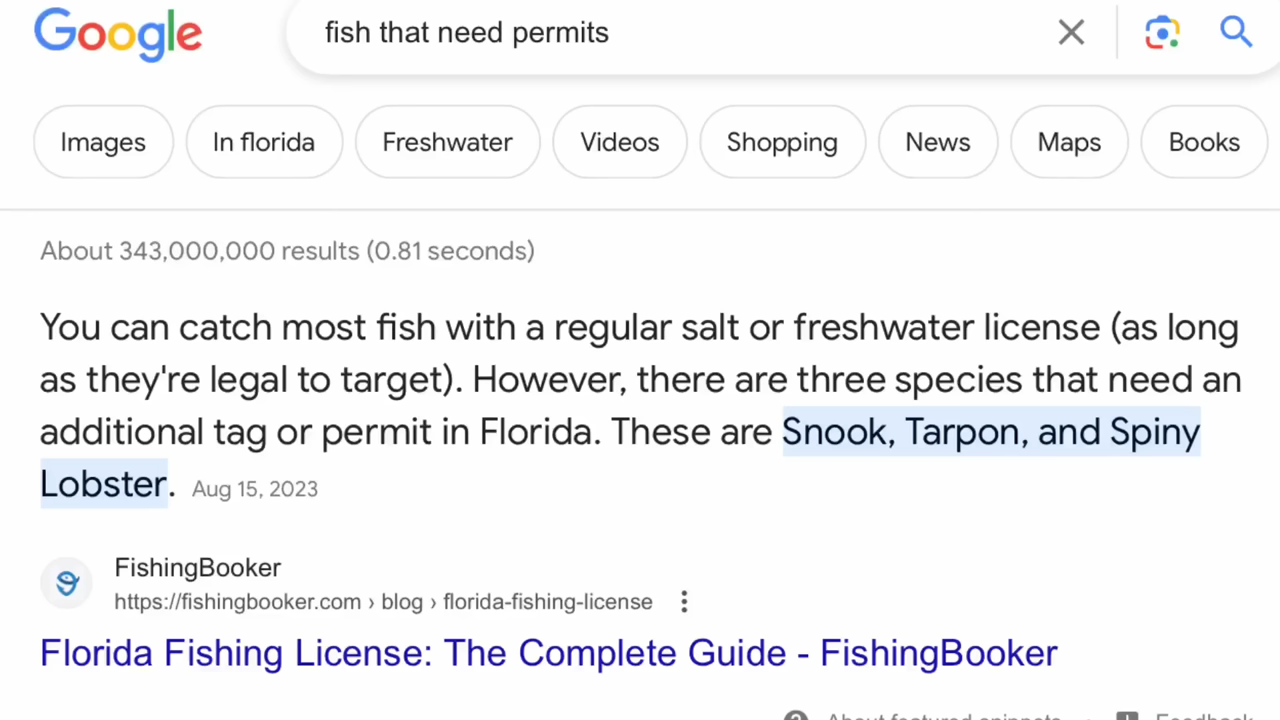 Google
fish that need permits
Images
In florida
Freshwater
Videos
Shopping
News
Maps
Books
About 343,000,000 results (0.81 seconds)
You can catch most fish with a regular salt or freshwater license (as long
as they're legal to target). However, there are three species that need an
additional tag or permit in Florida. These are Snook, Tarpon, and Spiny
Lobster. Aug 15, 2023
FishingBooker
https://fishingbooker.com › blog › florida-fishing-license
Florida Fishing License: The Complete Guide - FishingBooker
About featured snippets
Feedback